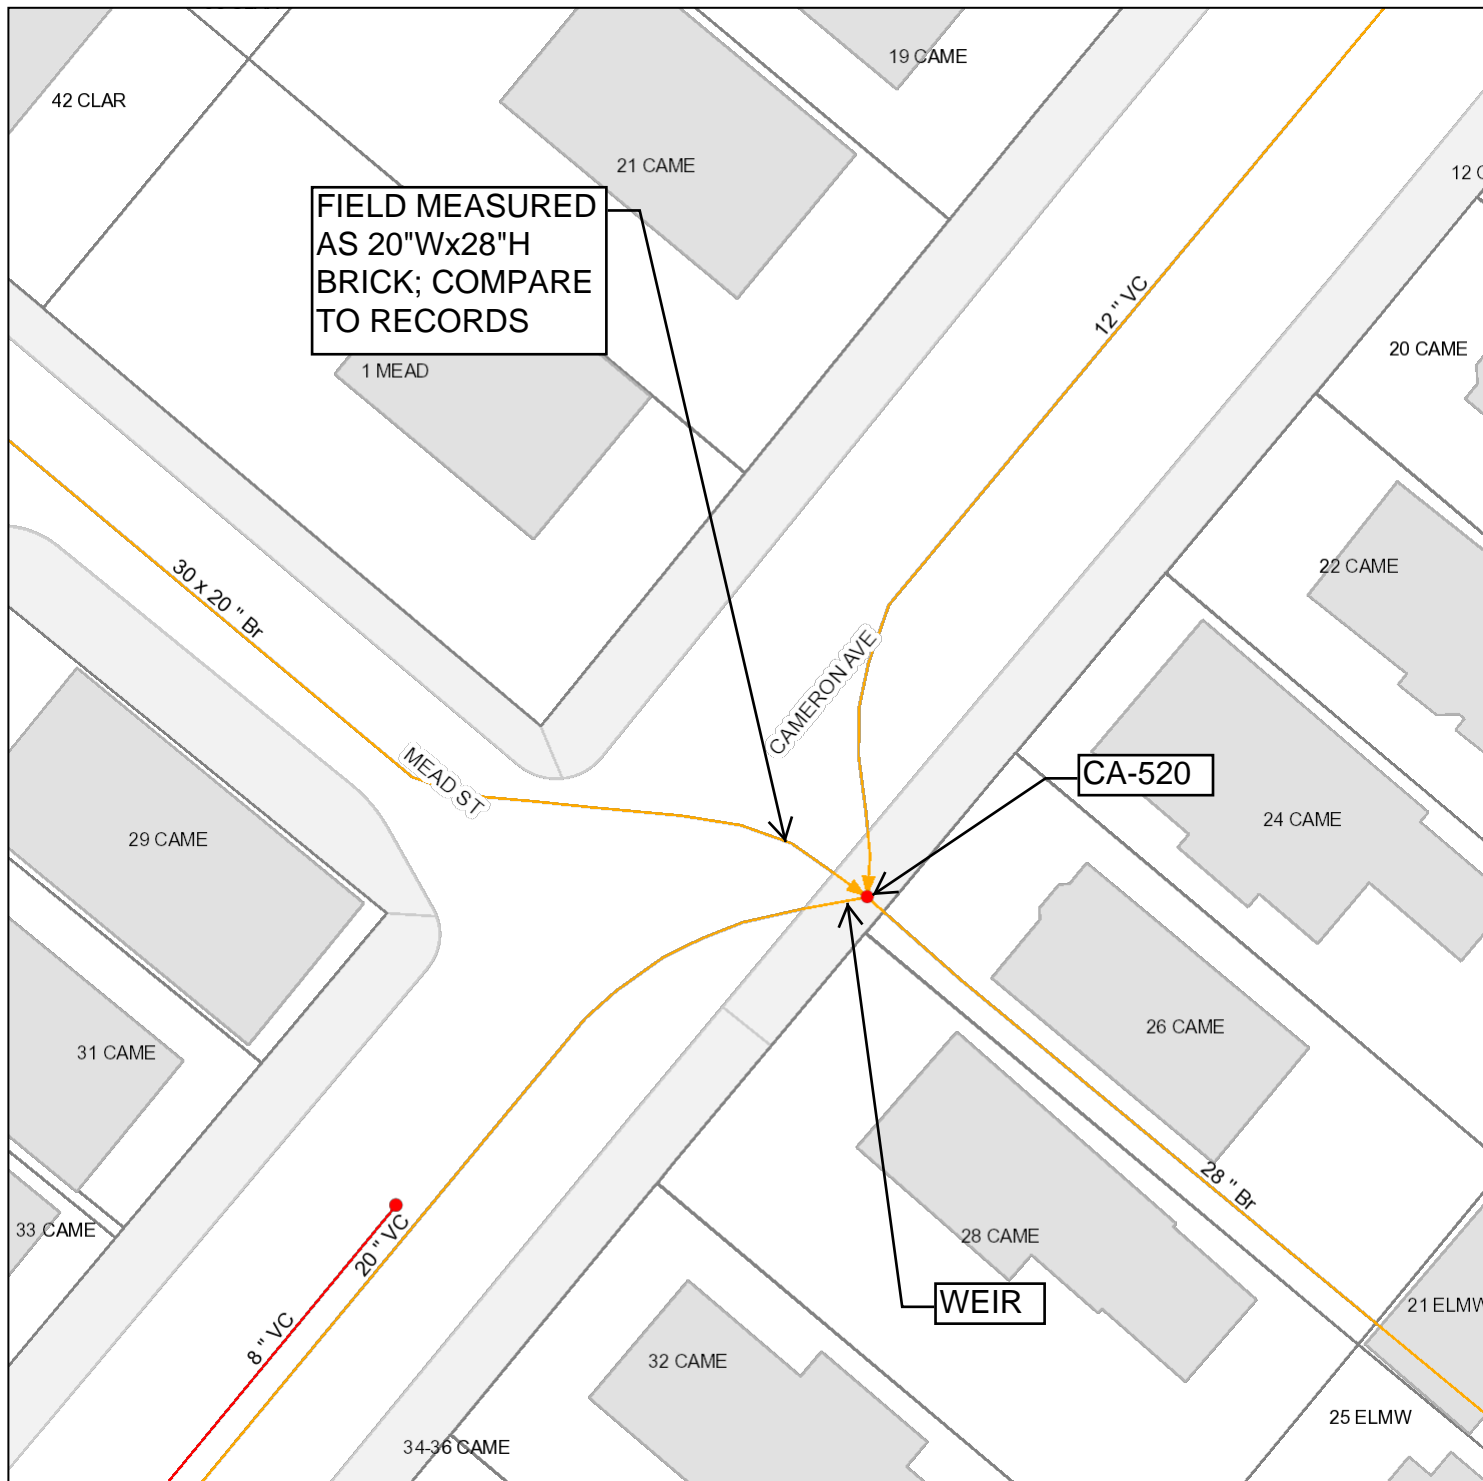 42 CLAR
19 CAME
21 CAME
FIELD MEASURED
AS 20"Wx28"H
BRICK; COMPARE
TO RECORDS
1 MEAD
12" VC
20 CAME
22 CAME
30 x 20 " Br
CAMERON AVE
MEAD ST
CA-520
24 CAME
29 CAME
26 CAME
31 CAME
28 " Br
33 CAME
20 " VC
28 CAME
WEIR
8 " VC
21 ELMW
32 CAME
25 ELMW
34-36 CAME